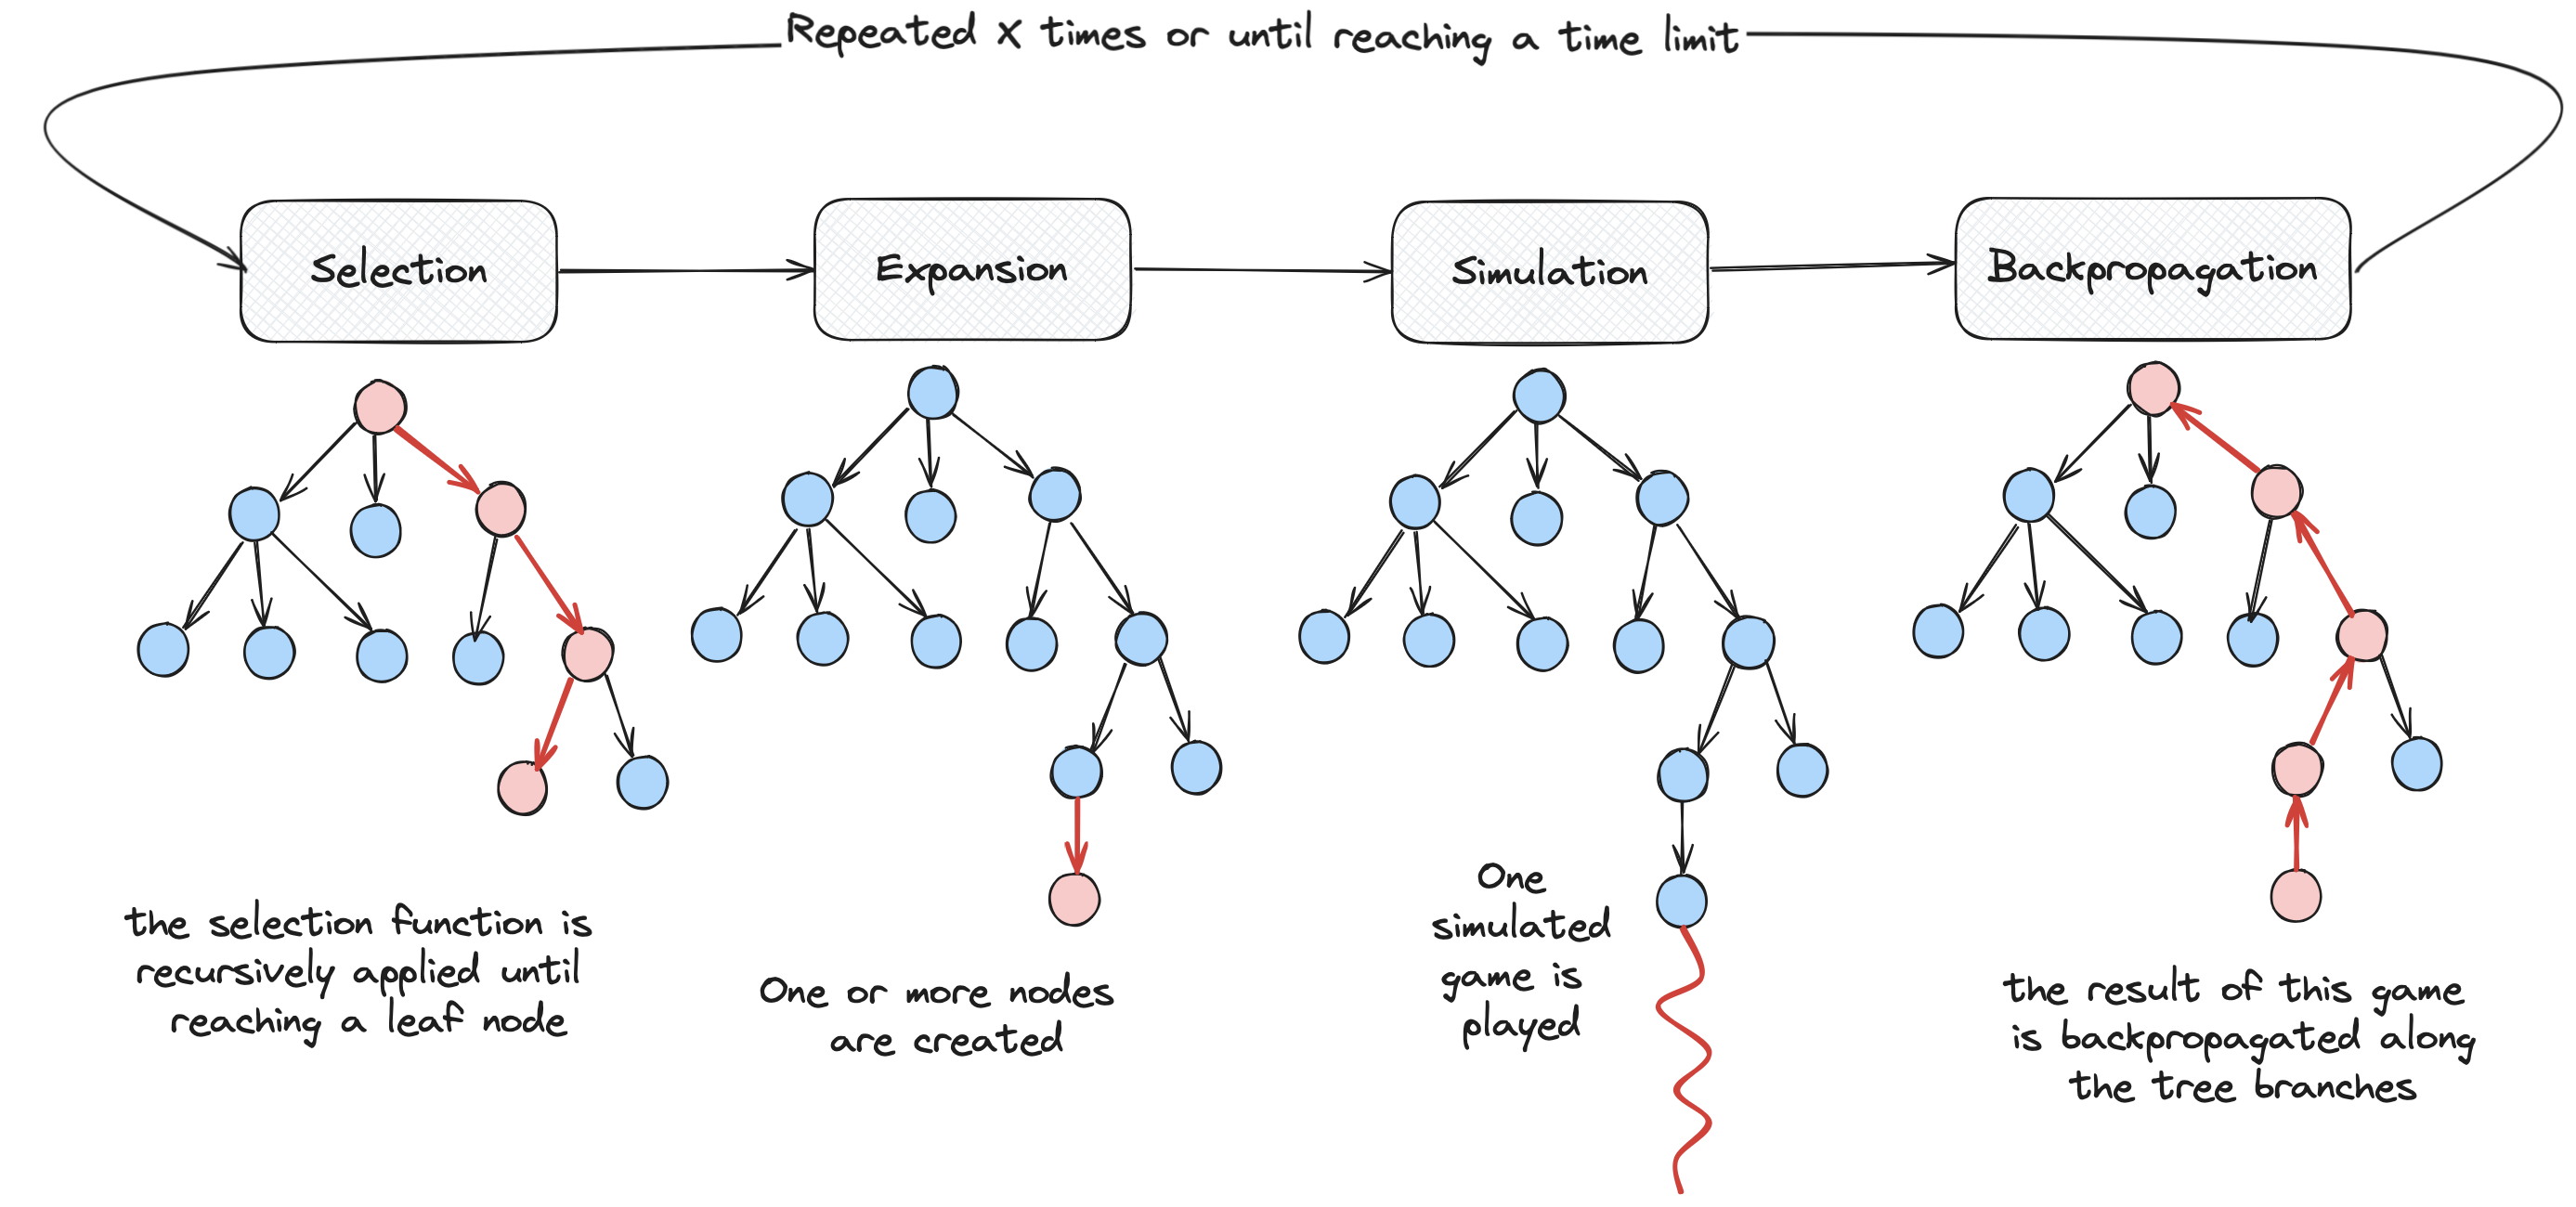 Repeated X times or until reaching a time limit
Selection
Expansion
Simulation
Backpropagation
the selection function is
recursively applied until
reaching a leaf node
One or more nodes
are created
One
simulated
game is
played
the result of this game
is backpropagated along
the tree branches